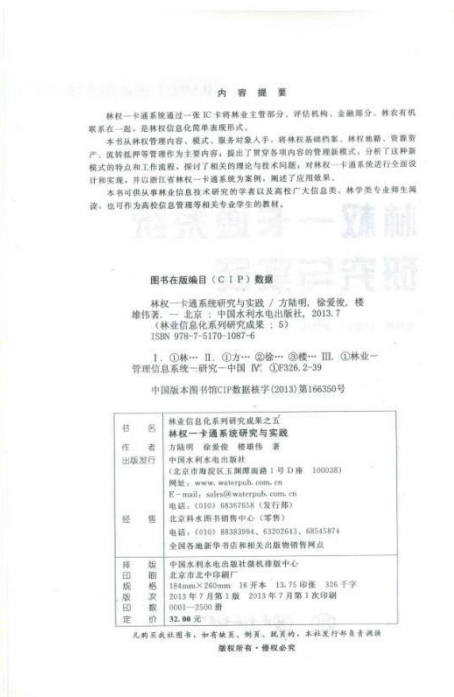 内 容 提 要
林权一卡通系统通过一张 IC 卡将林业主管部分、评估机构、金融部分、林农有机
联系在一起，是林权信息化简单表现形式。
本书从林权管理内容、模式、服务对象入手，将林权基础档案、林权地籍、资源资
产、流转抵押等管理作为主要内容；提出了贯穿各项内容的管理新模式，分析了这种新
模式的特点和工作流程，探讨了相关的理论与技术问题；对林权一卡通系统进行全面设
计和实现，并以浙江省林权一卡通系统为案例，阐述了应用效果。
本书可供从事林业信息技术研究的学者以及高校广大信息类、林学类专业师生阅
读，也可作为高校信息管理等相关专业学生的教材。
图书在版编目（CIP）数据
林权一卡通系统研究与实践 / 方陆明，徐爱俊，楼
雄伟著. -- 北京 : 中国水利水电出版社，2013.7
（林业信息化系列研究成果 ; 5）
ISBN 978-7-5170-1087-6
Ⅰ. ①林… Ⅱ. ①方… ②徐… ③楼… Ⅲ. ①林业-
管理信息系统-研究-中国 Ⅳ. ①F326.2-39
中国版本图书馆CIP数据核字(2013)第166350号
书 名 林业信息化系列研究成果之五
林权一卡通系统研究与实践
作 者 方陆明 徐爱俊 楼雄伟 著
出版发行 中国水利水电出版社
（北京市海淀区玉渊潭南路 1 号 D 座 100038）
网址：www.waterpub.com.cn
E-mail：sales@waterpub.com.cn
电话：（010）68367658（发行部）
经 售 北京科水图书销售中心（零售）
电话：（010）88383994、63202643、68545874
全国各地新华书店和相关出版物销售网点
排 版 中国水利水电出版社微机排版中心
印 刷 北京市北中印刷厂
规 格 184mm×260mm 16 开本 13.75 印张 326 千字
版 次 2013 年 7 月第 1 版 2013 年 7 月第 1 次印刷
印 数 0001—2500 册
定 价 32.00 元
凡购买我社图书，如有缺页、倒页、脱页的，本社发行部负责调换
版权所有·侵权必究